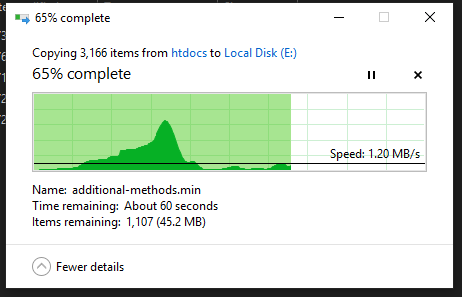 65% complete
Copying 3,166 items from htdocs to Local Disk (E:)
65% complete
Speed: 1.20 MB/s
Name: additional-methods.min
Time remaining: About 60 seconds
Items remaining: 1,107 (45.2 MB)
Fewer details